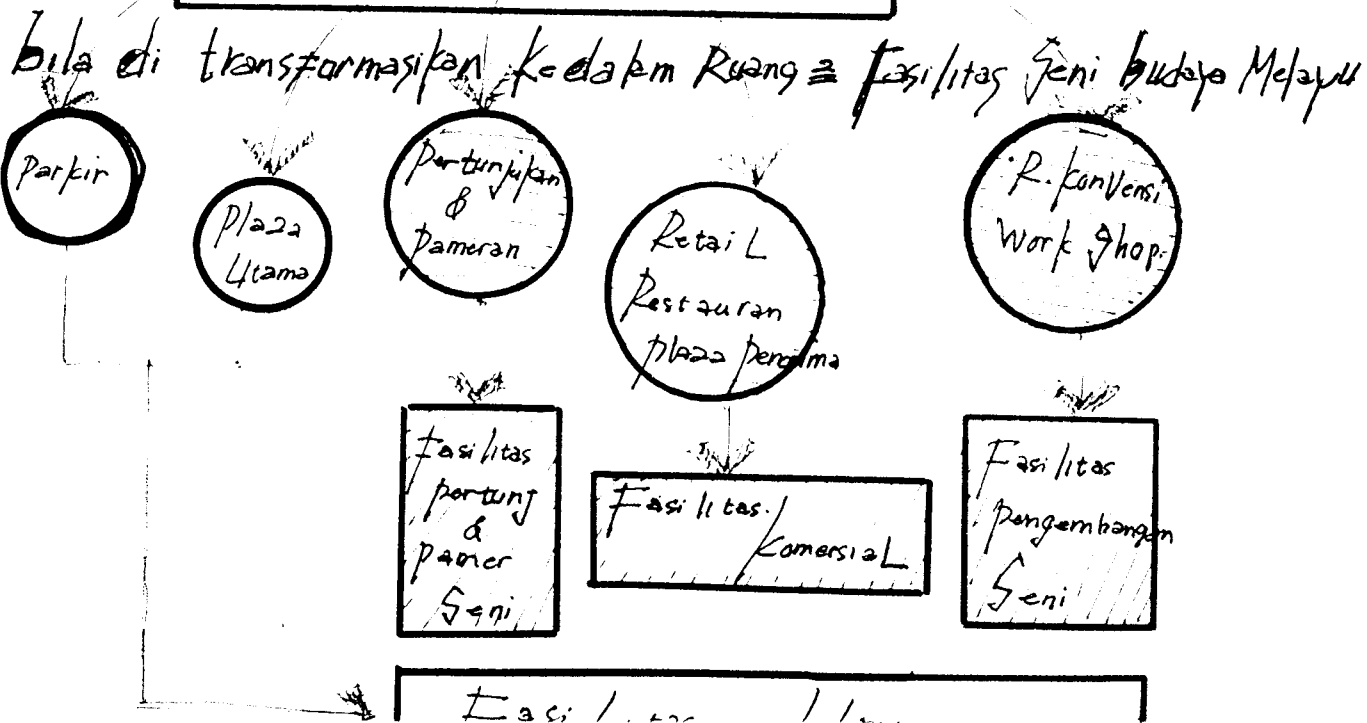 bila di transformasikan kedalam Ruang = Fasilitas Seni budaya Melayu
Parkir
Plaza
Utama
Pertunjukan
&
Pameran
Retail
Restauran
Plaza Penerima
R. konvensi
Work Shop.
Fasilitas
pertunj
&
pamer
Seni
Fasilitas
Komersial
Fasilitas
pengembangan
Seni
Fasilitas